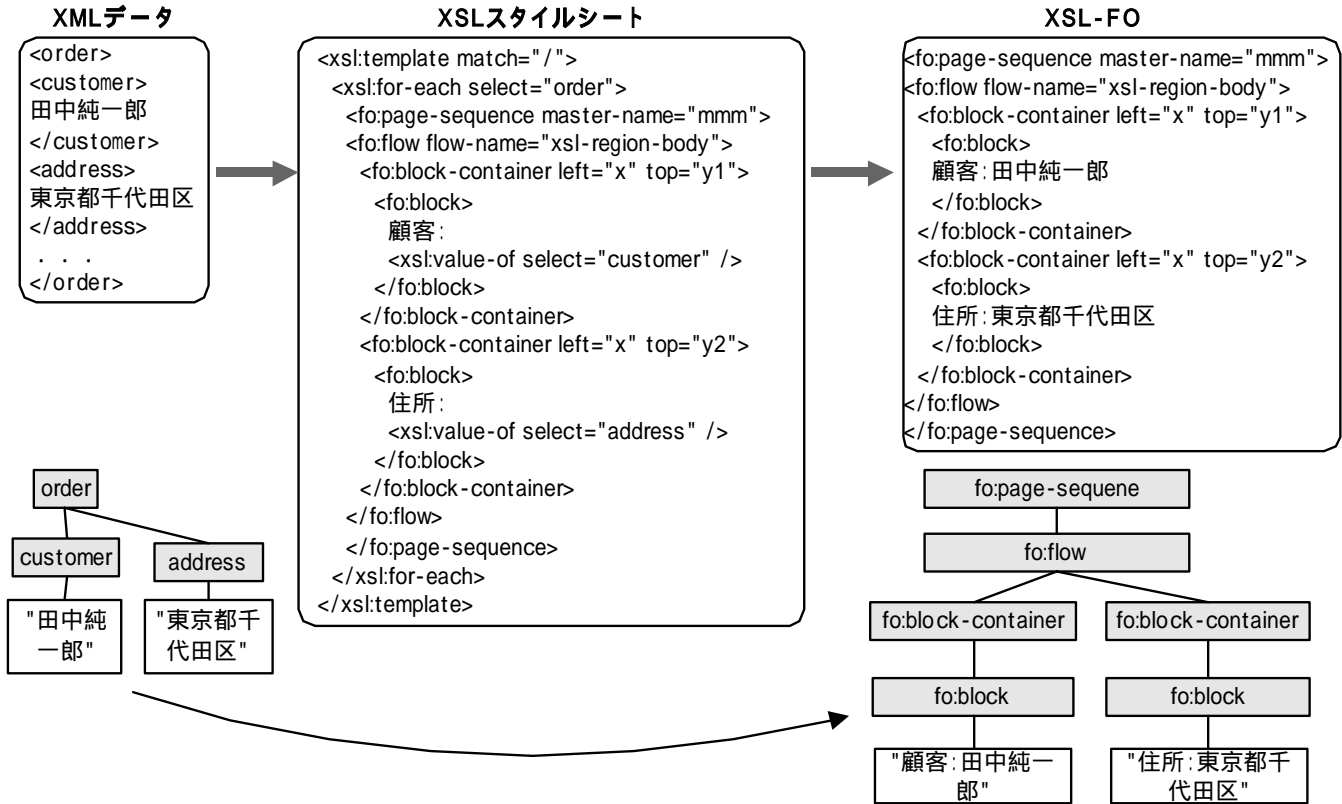 XMLデータ
<order>
<customer>
田中純一郎
</customer>
<address>
東京都千代田区
</address>
. . .
</order>
XSLスタイルシート
<xsl:template match="/">
<xsl:for-each select="order">
<fo:page-sequence master-name="mmm">
<fo:flow flow-name="xsl-region-body">
<fo:block-container left="x" top="y1">
<fo:block>
顧客:
<xsl:value-of select="customer" />
</fo:block>
</fo:block-container>
<fo:block-container left="x" top="y2">
<fo:block>
住所:
<xsl:value-of select="address" />
</fo:block>
</fo:block-container>
</fo:flow>
</fo:page-sequence>
</xsl:for-each>
</xsl:template>
XSL-FO
<fo:page-sequence master-name="mmm">
<fo:flow flow-name="xsl-region-body">
<fo:block-container left="x" top="y1">
<fo:block>
顧客:田中純一郎
</fo:block>
</fo:block-container>
<fo:block-container left="x" top="y2">
<fo:block>
住所:東京都千代田区
</fo:block>
</fo:block-container>
</fo:flow>
</fo:page-sequence>
order
customer
address
"田中純
一郎"
"東京都千
代田区"
fo:page-sequene
fo:flow
fo:block-container
fo:block-container
fo:block
fo:block
"顧客:田中純一
郎"
"住所:東京都千
代田区"